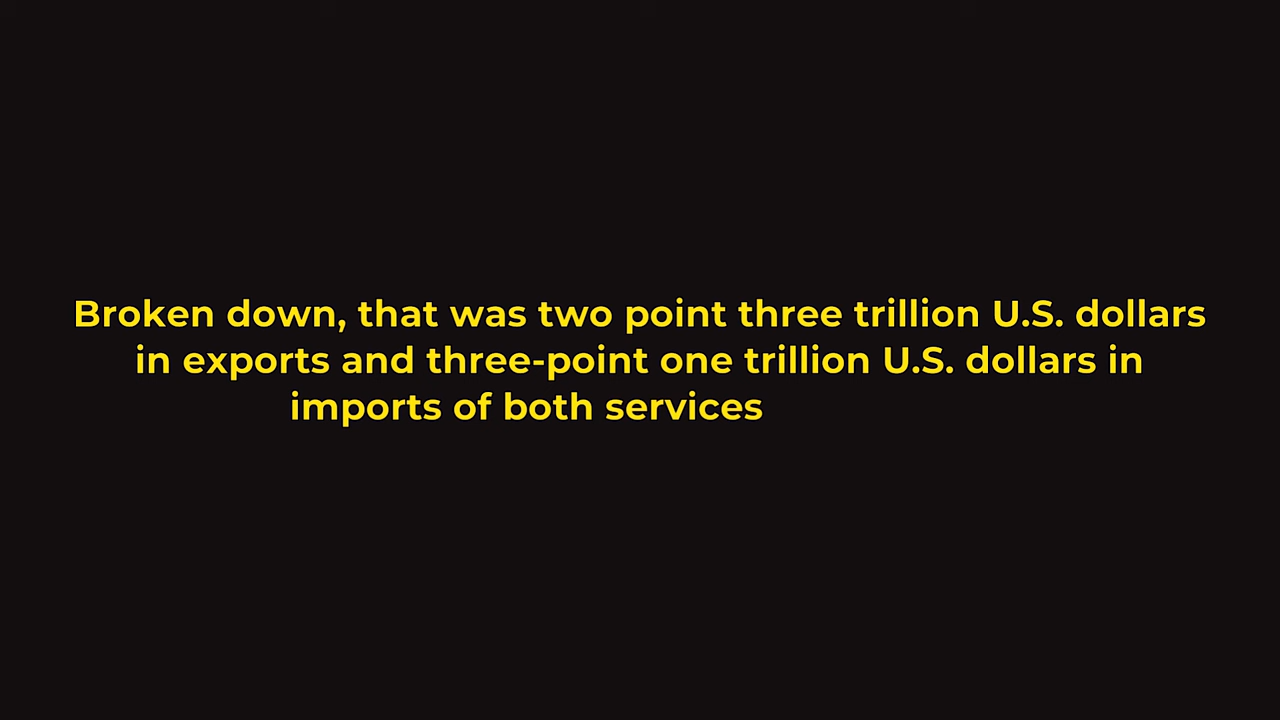 Broken down, that was two point three trillion U.S. dollars
in exports and three-point one trillion U.S. dollars in
imports of both services